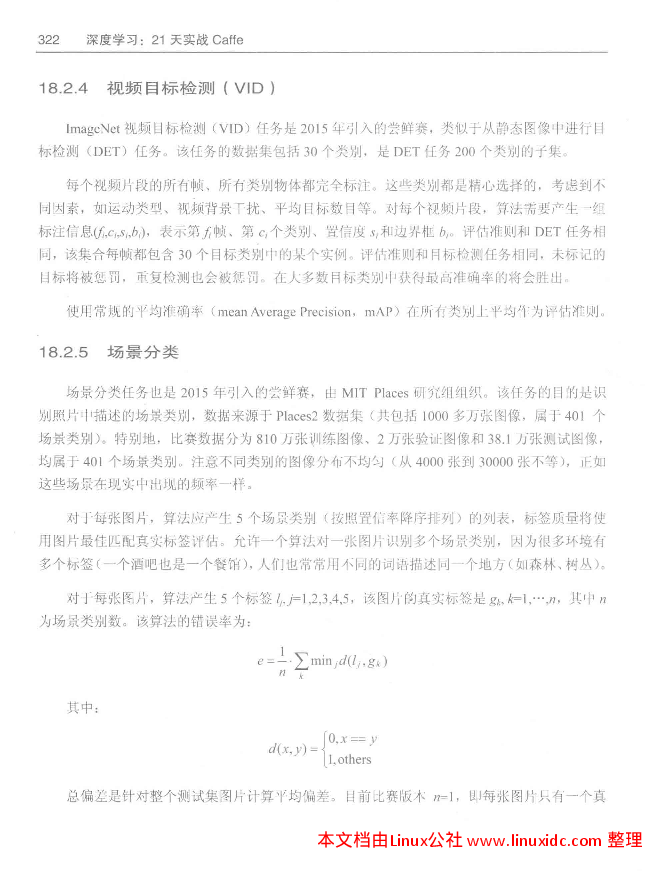 322 深度学习：21 天实战 Caffe
18.2.4 视频目标检测（VID）
ImageNet 视频目标检测（VID）任务是 2015 年引入的尝鲜赛，类似于从静态图像中进行目
标检测（DET）任务。该任务的数据集包括 30 个类别，是 DET 任务 200 个类别的子集。
每个视频片段的所有帧、所有类别物体都完全标注。这些类别都是精心选择的，考虑到不
同因素，如运动类型、视频背景干扰、平均目标数目等。对每个视频片段，算法需要产生一组
标注信息(fᵢ,cᵢ,sᵢ,bᵢ)，表示第 fᵢ帧、第 cᵢ个类别、置信度 sᵢ和边界框 bᵢ。评估准则和 DET 任务相
同，该集合每帧都包含 30 个目标类别中的某个实例。评估准则和目标检测任务相同，未标记的
目标将被惩罚，重复检测也会被惩罚。在大多数目标类别中获得最高准确率的将会胜出。
使用常规的平均准确率（mean Average Precision，mAP）在所有类别上平均作为评估准则。
18.2.5 场景分类
场景分类任务也是 2015 年引入的尝鲜赛，由 MIT Places 研究组组织。该任务的目的是识
别照片中描述的场景类别，数据来源于 Places2 数据集（共包括 1000 多万张图像，属于 401 个
场景类别）。特别地，比赛数据分为 810 万张训练图像、2 万张验证图像和 38.1 万张测试图像，
均属于 401 个场景类别。注意不同类别的图像分布不均匀（从 4000 张到 30000 张不等），正如
这些场景在现实中出现的频率一样。
对于每张图片，算法应产生 5 个场景类别（按照置信率降序排列）的列表，标签质量将使
用图片最佳匹配真实标签评估。允许一个算法对一张图片识别多个场景类别，因为很多环境有
多个标签（一个酒吧也是一个餐馆），人们也常常用不同的词语描述同一个地方（如森林、树丛）。
对于每张图片，算法产生 5 个标签 lⱼ, j=1,2,3,4,5，该图片的真实标签是 gₖ, k=1,…,n，其中 n
为场景类别数。该算法的错误率为：
e = 1/n · ∑ₖ minⱼ d(lⱼ, gₖ)
其中：
d(x, y) = {0, x == y
1, others
总偏差是针对整个测试集图片计算平均偏差。目前比赛版本 n=1，即每张图片只有一个真
本文档由Linux公社 www.linuxidc.com 整理